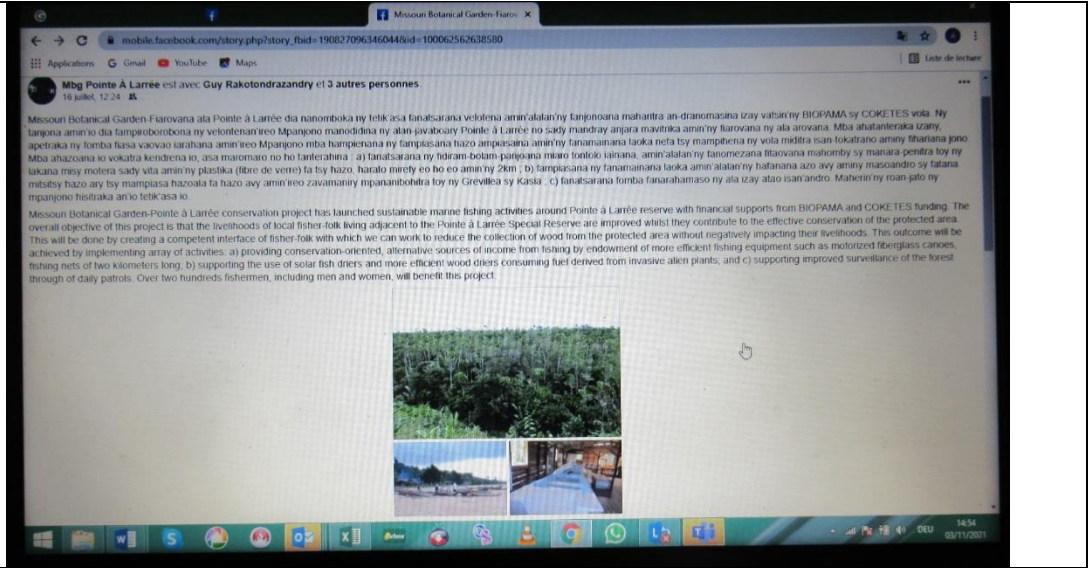 Missouri Botanical Garden-Fiarov
mobile.facebook.com/story.php?story_fbid=190827096346044&id=100062562638580
Applications Gmail YouTube Maps
Liste de lecture
Mbg Pointe À Larrée est avec Guy Rakotondrazandry et 3 autres personnes.
16 juillet, 12:24
Missouri Botanical Garden-Fiarovana ala Pointe à Larrée dia nanomboka ny tetik'asa fanatsarana velotena amin'alalan'ny fanjonoana mahantra an-dranomasina izay vatsin'ny BIOPAMA sy COKETES vola. Ny
tanjona amin'io dia fampiroborobona ny velontenan'ireo Mpanjono manodidina ny alan-javaboary Pointe à Larrée no sady mandray anjara mavitrika amin'ny fiarovana ny ala arovana. Mba ahatanteraka izany,
apetraka ny fomba fiasa vaovao iarahana amin'ireo Mpanjono mba hampienana ny fampiasana hazo ampiasaina amin'ny fanamainana laoka nefa tsy mampihena ny vola miditra isan-tokatrano aminy fihariana jono.
Mba ahazoana io vokatra kendrena io, asa maromaro no ho fanterahina : a) fanatsarana ny fidiram-bolam-panjoana miaro tontolo iainana, amin'alalan'ny fanomezana fitaovana mahomby sy manara-penitra toy ny
lakana misy motera sady vita amin'ny plastika (fibre de verre) fa tsy hazo, harato mirefy eo ho eo amin'ny 2km ; b) fampiasana ny fanamainana laoka amin'alalan'ny hafanana azo avy aminy masoandro sy fatana
mitsitsy hazo ary tsy mampiasa hazoala fa hazo avy amin'ireo zavamaniry mpananibohitra toy ny Grevillea sy Kasia ; c) fanatsarana fomba fanarahamaso ny ala izay atao isan'andro. Maherin'ny roan-jato ny
mpanjono hisitraka an'io tetik'asa io.
Missouri Botanical Garden-Pointe à Larrée conservation project has launched sustainable marine fishing activities around Pointe à Larrée reserve with financial supports from BIOPAMA and COKETES funding. The
overall objective of this project is that the livelihoods of local fisher-folk living adjacent to the Pointe à Larrée Special Reserve are improved whilst they contribute to the effective conservation of the protected area.
This will be done by creating a competent interface of fisher-folk with which we can work to reduce the collection of wood from the protected area without negatively impacting their livelihoods. This outcome will be
achieved by implementing array of activities: a) providing conservation-oriented, alternative sources of income from fishing by endowment of more efficient fishing equipment such as motorized fiberglass canoes,
fishing nets of two kilometers long; b) supporting the use of solar fish driers and more efficient wood driers consuming fuel derived from invasive alien plants; and c) supporting improved surveillance of the forest
through of daily patrols. Over two hundreds fishermen, including men and women, will benefit this project.
DEU
14:54
03/11/2021